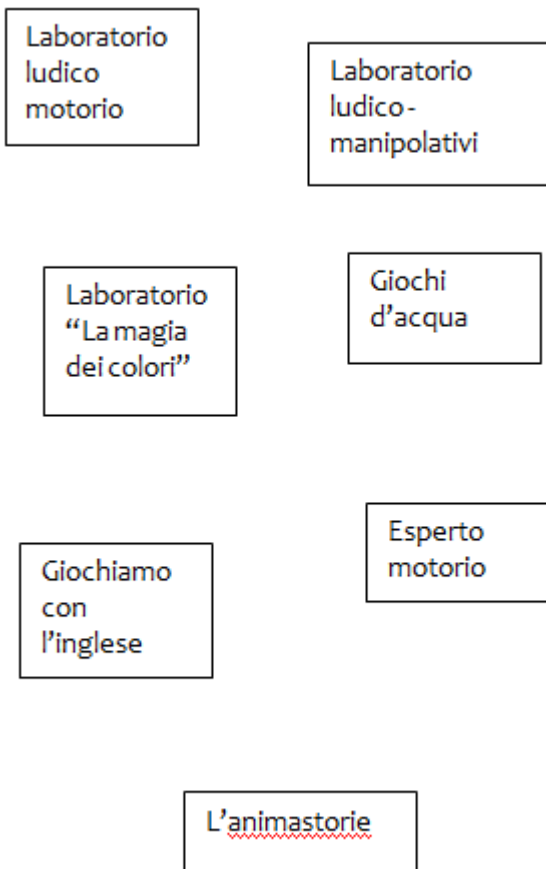 Laboratorio
ludico
motorio
Laboratorio
ludico-
manipolativi
Laboratorio
“La magia
dei colori”
Giochi
d’acqua
Esperto
motorio
Giochiamo
con
l’inglese
L’animastorie